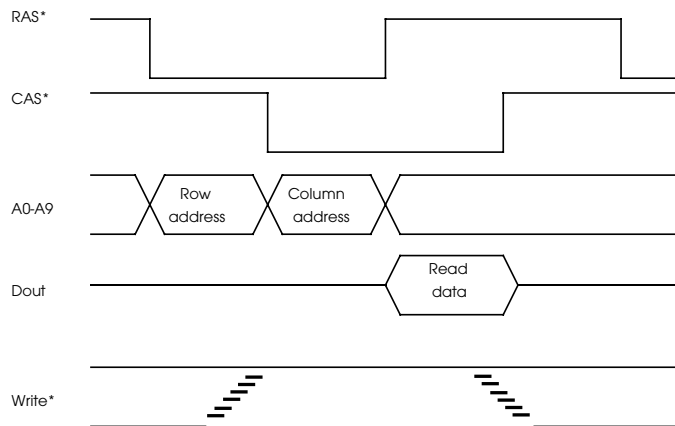 RAS*
CAS*
A0-A9
Row
address
Column
address
Dout
Read
data
Write*